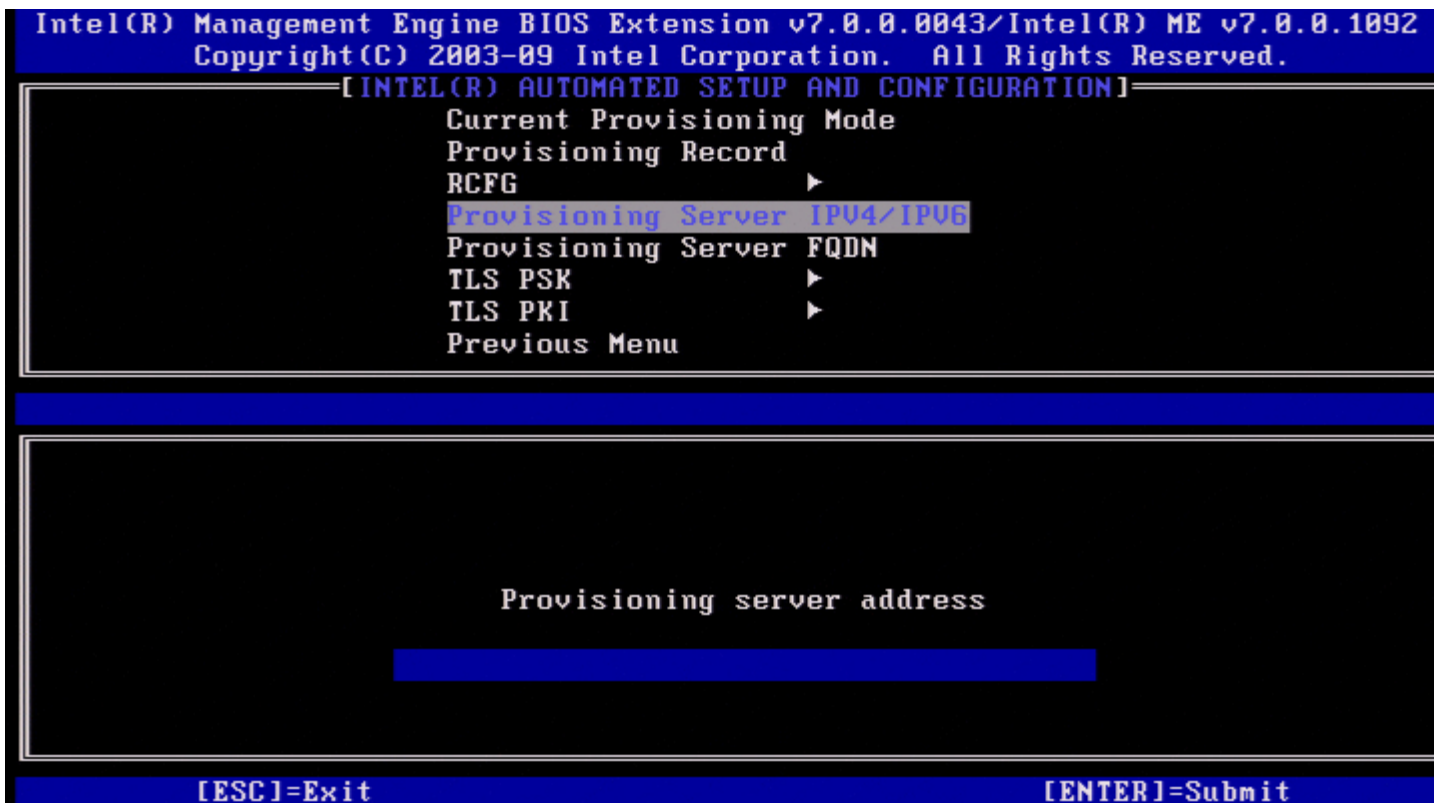 Intel(R) Management Engine BIOS Extension v7.0.0.0043/Intel(R) ME v7.0.0.1092
Copyright(C) 2003-09 Intel Corporation. All Rights Reserved.
[INTEL(R) AUTOMATED SETUP AND CONFIGURATION]
Current Provisioning Mode
Provisioning Record
RCFG ►
Provisioning Server IPV4/IPV6
Provisioning Server FQDN
TLS PSK ►
TLS PKI ►
Previous Menu
Provisioning server address
[ESC]=Exit [ENTER]=Submit